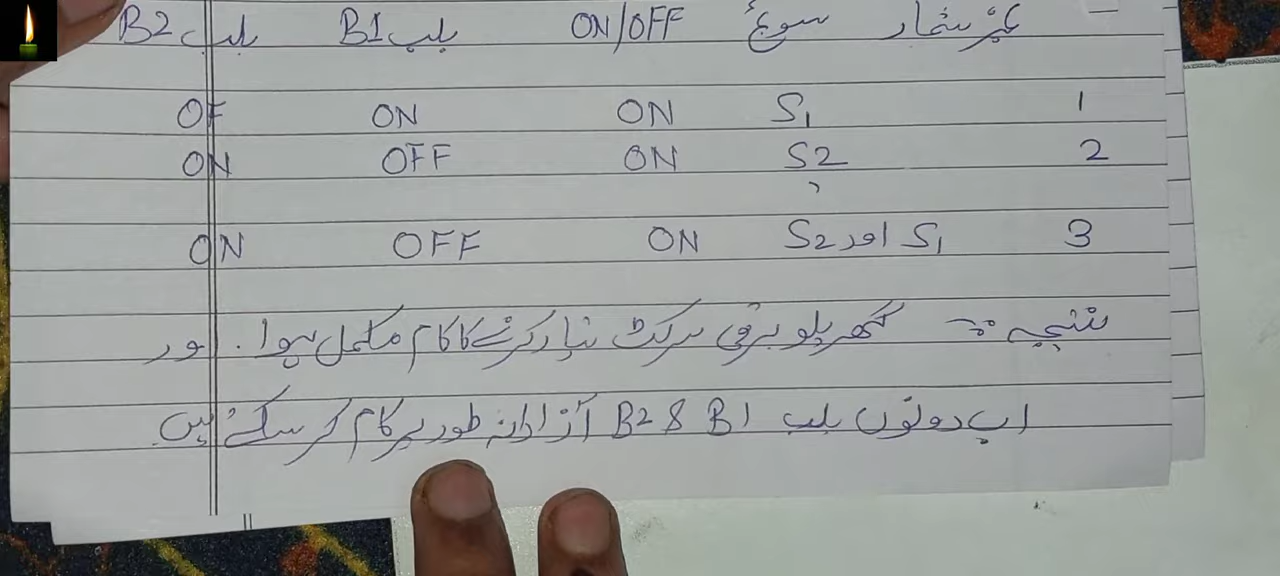 نمبر شمار سوئچ ON/OFF بلب B1 بلب B2
1 S1 ON ON OF
2 S2 ON OFF ON
3 S1 اور S2 ON OFF ON
نتیجہ :- گھریلو برقی سرکٹ تیار کرنے کا کام مکمل ہوا. اور
اب دونوں بلب B1 & B2 آزادانہ طور پر کام کر سکتے ہیں